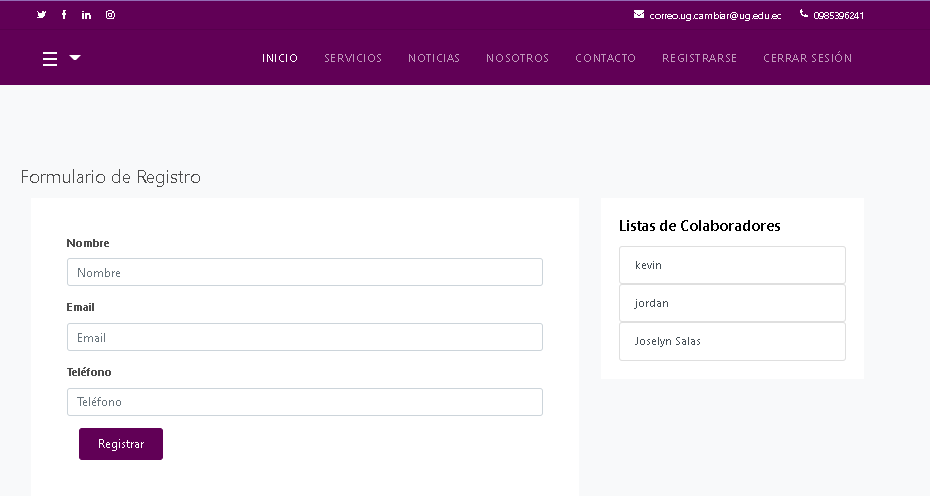 correo.ug.cambiar@ug.edu.ec 0985396241
INICIO SERVICIOS NOTICIAS NOSOTROS CONTACTO REGISTRARSE CERRAR SESIÓN
Formulario de Registro
Nombre
Nombre
Email
Email
Teléfono
Teléfono
Registrar
Listas de Colaboradores
kevin
jordan
Joselyn Salas